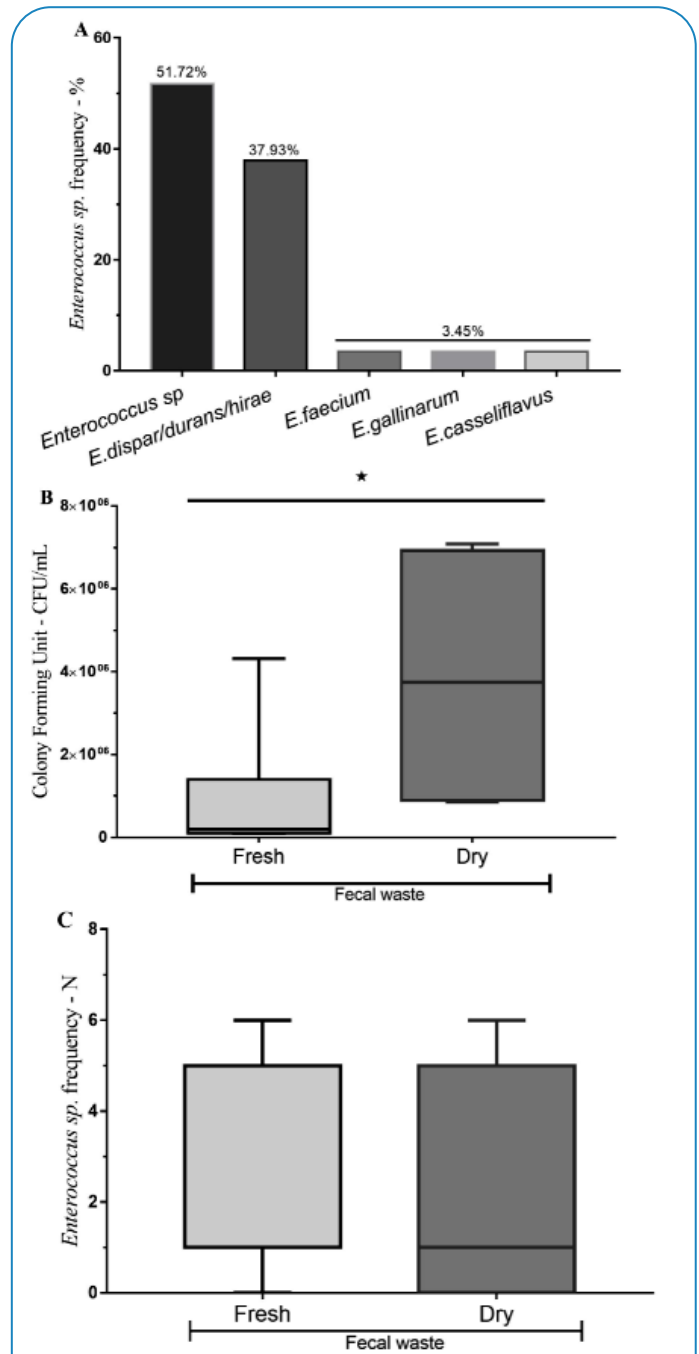 A
60
40
20
0
Enterococcus sp. frequency - %
51.72%
37.93%
3.45%
Enterococcus sp
E.dispar/durans/hirae
E.faecium
E.gallinarum
E.casseliflavus
B
★
8×10⁰⁶
6×10⁰⁶
4×10⁰⁶
2×10⁰⁶
0
Colony Forming Unit - CFU/mL
Fresh Dry
Fecal waste
C
8
6
4
2
0
Enterococcus sp. frequency - N
Fresh Dry
Fecal waste